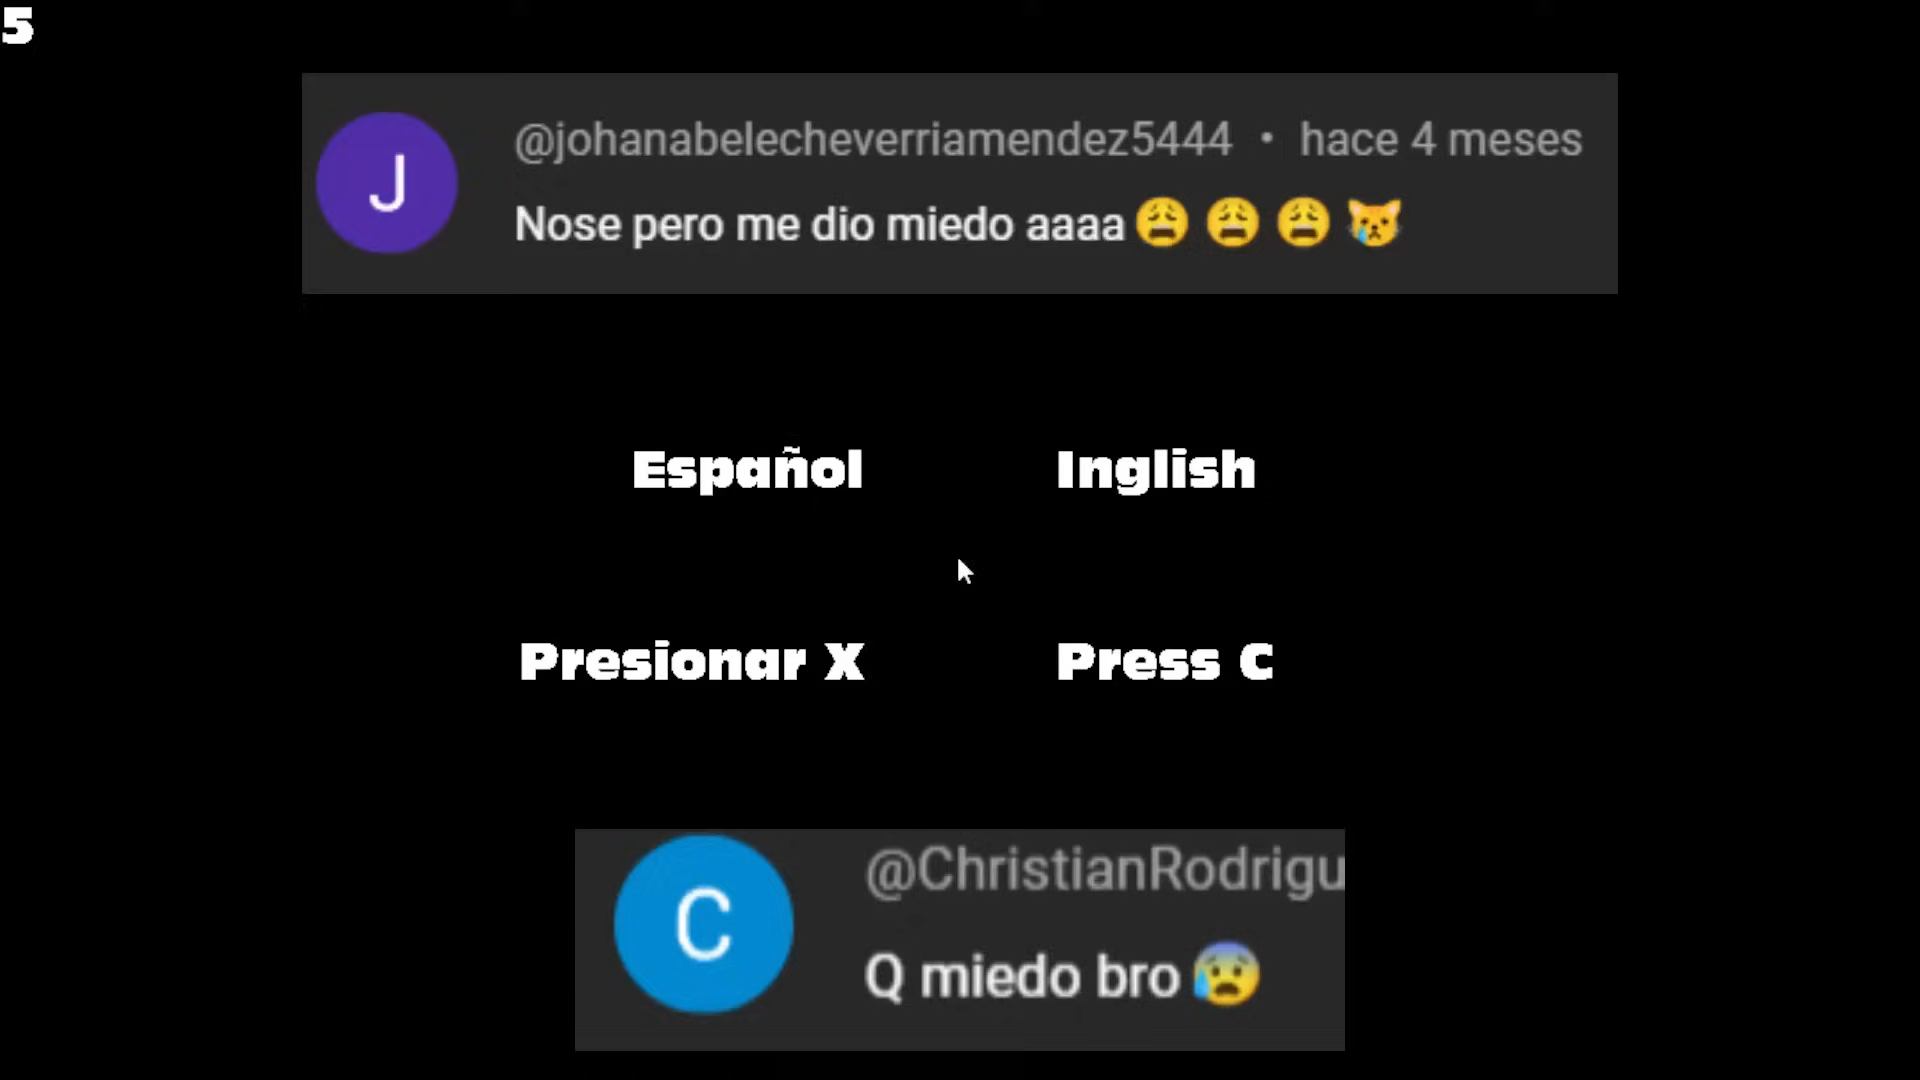 5
@johanabelecheverriamendez5444 • hace 4 meses
Nose pero me dio miedo aaaa😩😩😩😿
Español Inglish
Presionar X Press C
@ChristianRodrigu
Q miedo bro😰
J
C